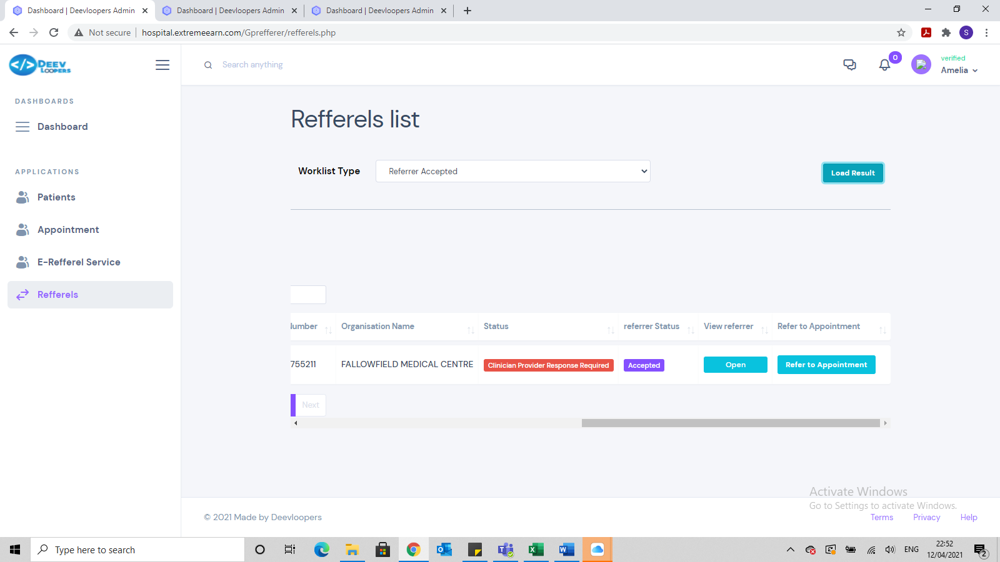 Dashboard | Deevloopers Admin
Dashboard | Deevloopers Admin
Dashboard | Deevloopers Admin
Not secure
hospital.extremeearn.com/Gprefferer/refferels.php
S
</> DEEV
LOOPERS
Search anything
0
verified
Amelia
DASHBOARDS
Dashboard
APPLICATIONS
Patients
Appointment
E-Refferel Service
Refferels
Refferels list
Worklist Type
Referrer Accepted
Load Result
Number Organisation Name Status referrer Status View referrer Refer to Appointment
755211 FALLOWFIELD MEDICAL CENTRE Clinician Provider Response Required Accepted Open Refer to Appointment
Next
Activate Windows
Go to Settings to activate Windows.
© 2021 Made by Deevloopers
Terms Privacy Help
Type here to search
ENG
22:52
12/04/2021
2